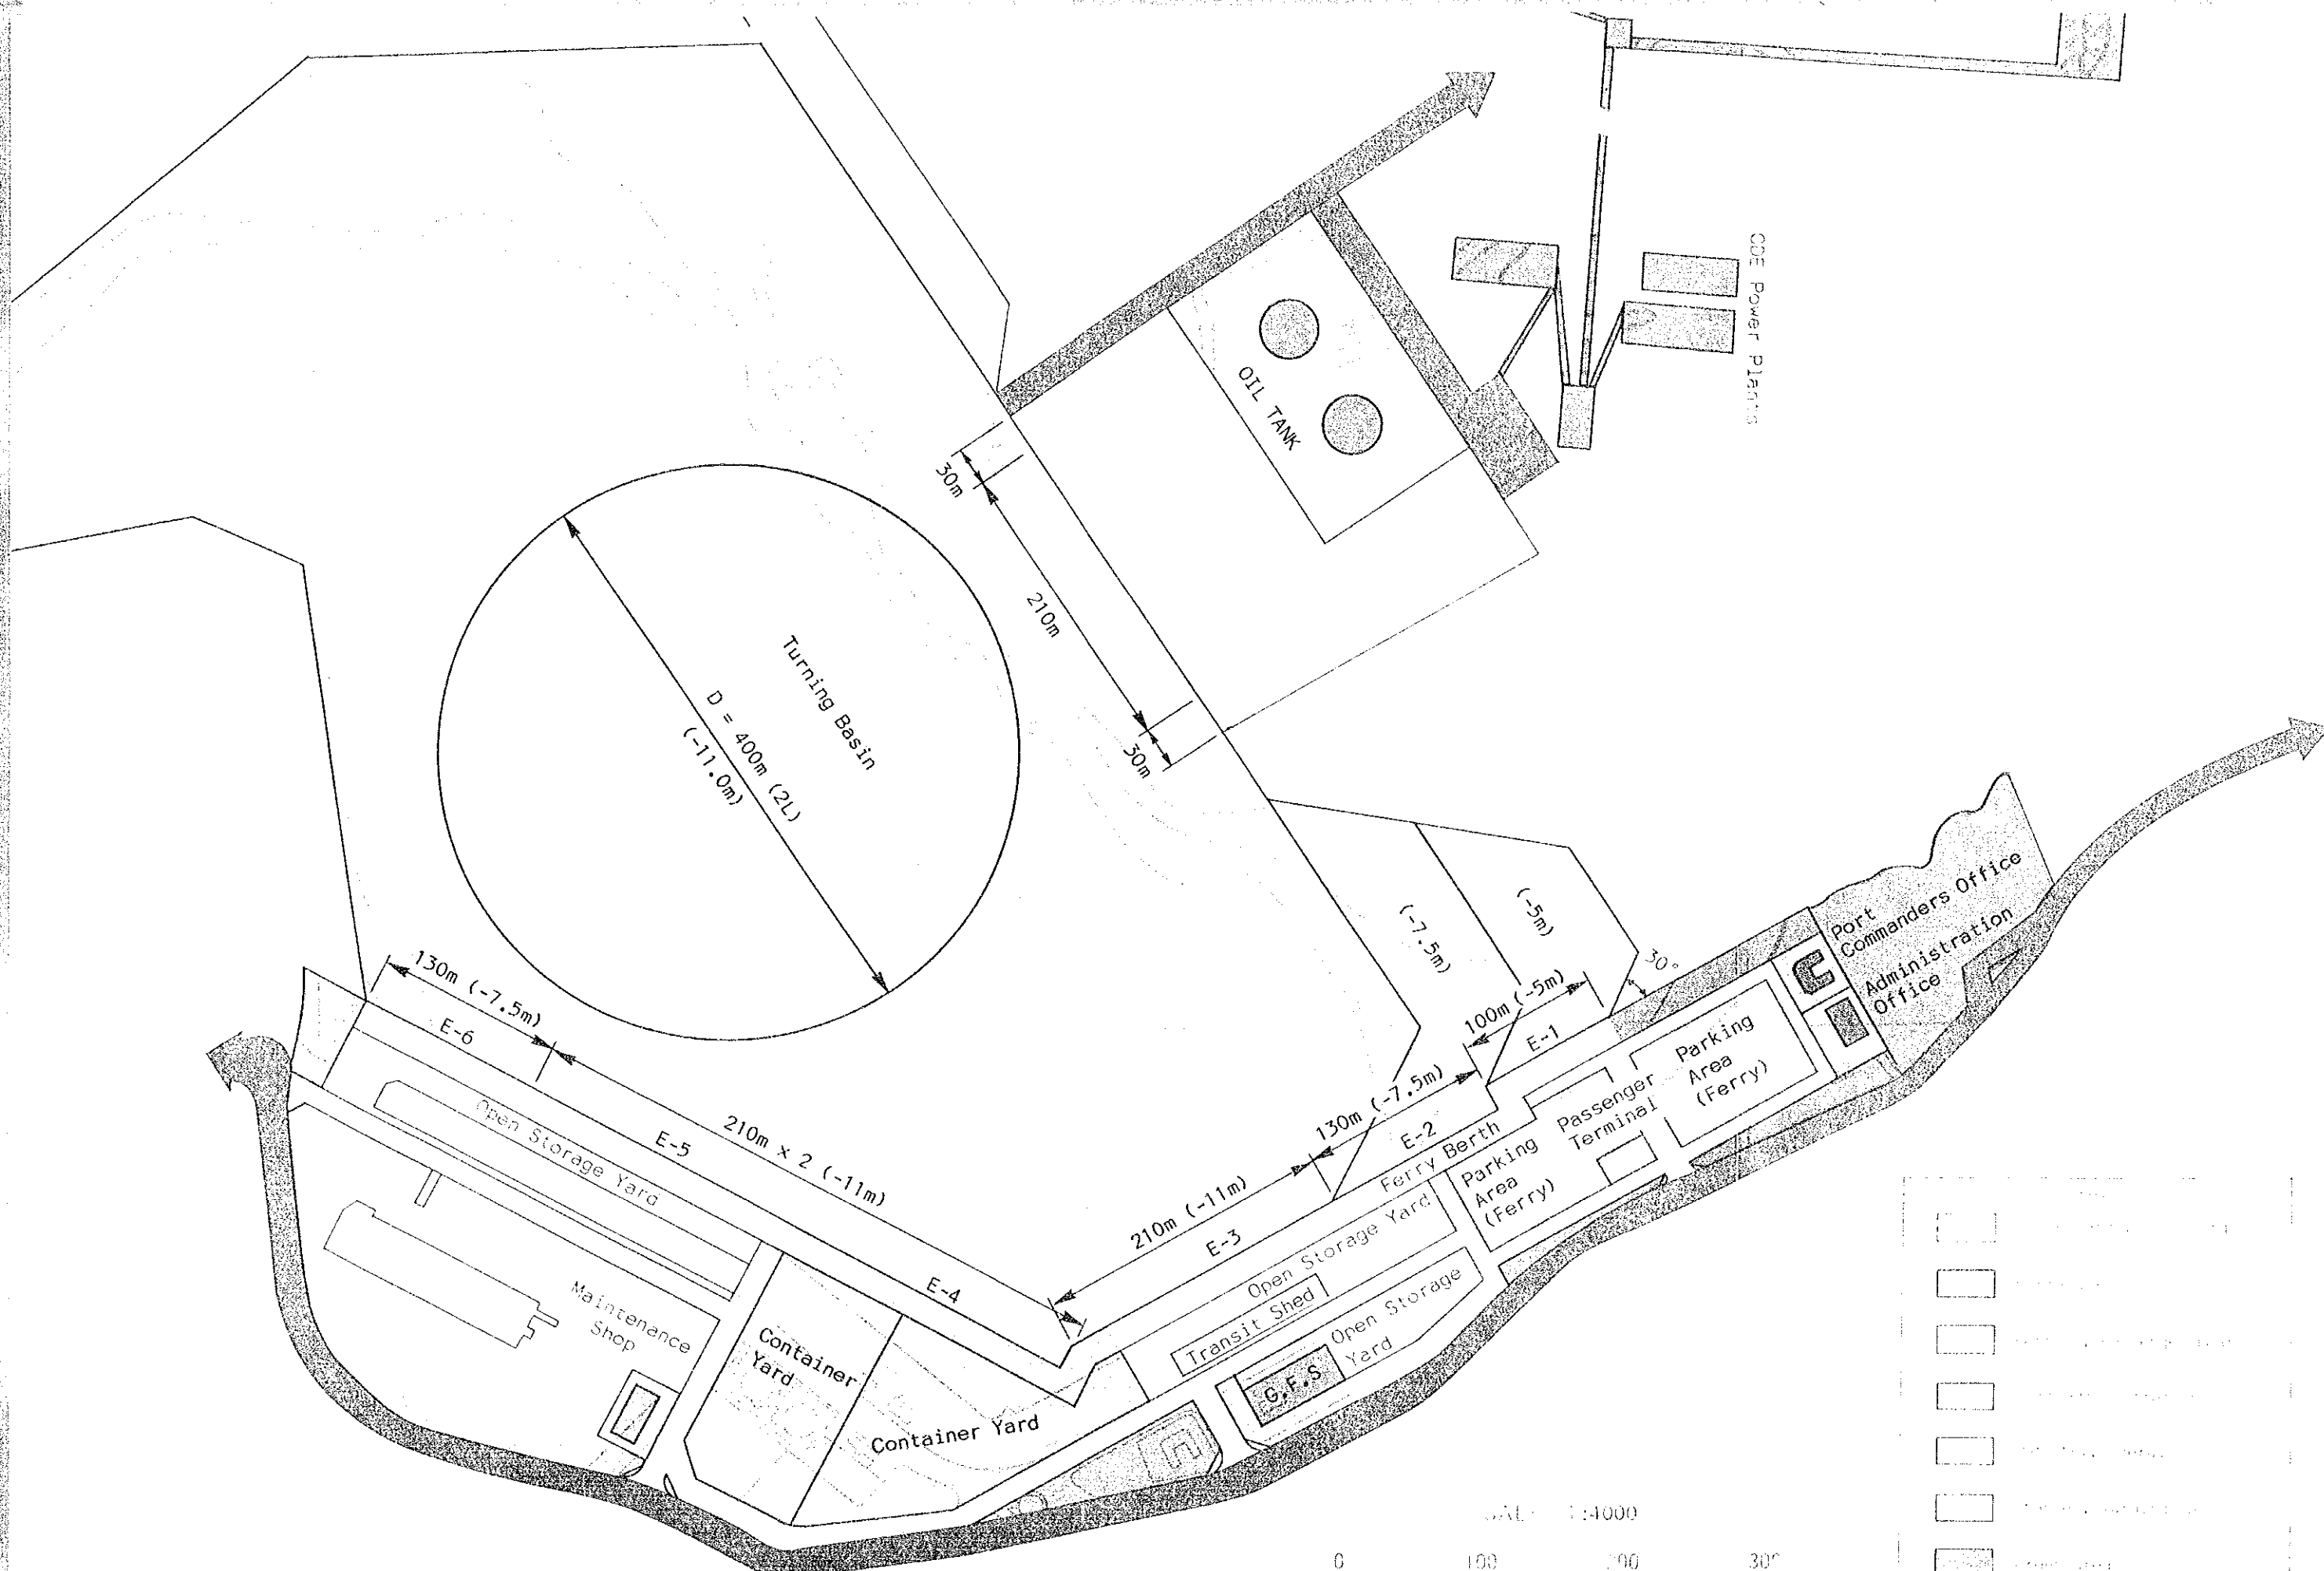 CDE Power Plants
OIL TANK
30m
210m
30m
Turning Basin
D = 400m (2L)
(-11.0m)
(-7.5m)
(-5m)
30°
Port
Commanders Office
Administration
Office
130m (-7.5m)
E-6
100m (-5m)
E-1
Parking
Area
(Ferry)
Passenger
Terminal
130m (-7.5m)
E-2
Ferry Berth
Parking
Area
(Ferry)
Open Storage Yard
E-5
210m x 2 (-11m)
E-4
210m (-11m)
E-3
Open Storage Yard
Transit Shed
Open Storage
Yard
G.F.S
Maintenance
Shop
Container
Yard
Container Yard
1:4000
0 100 200 300